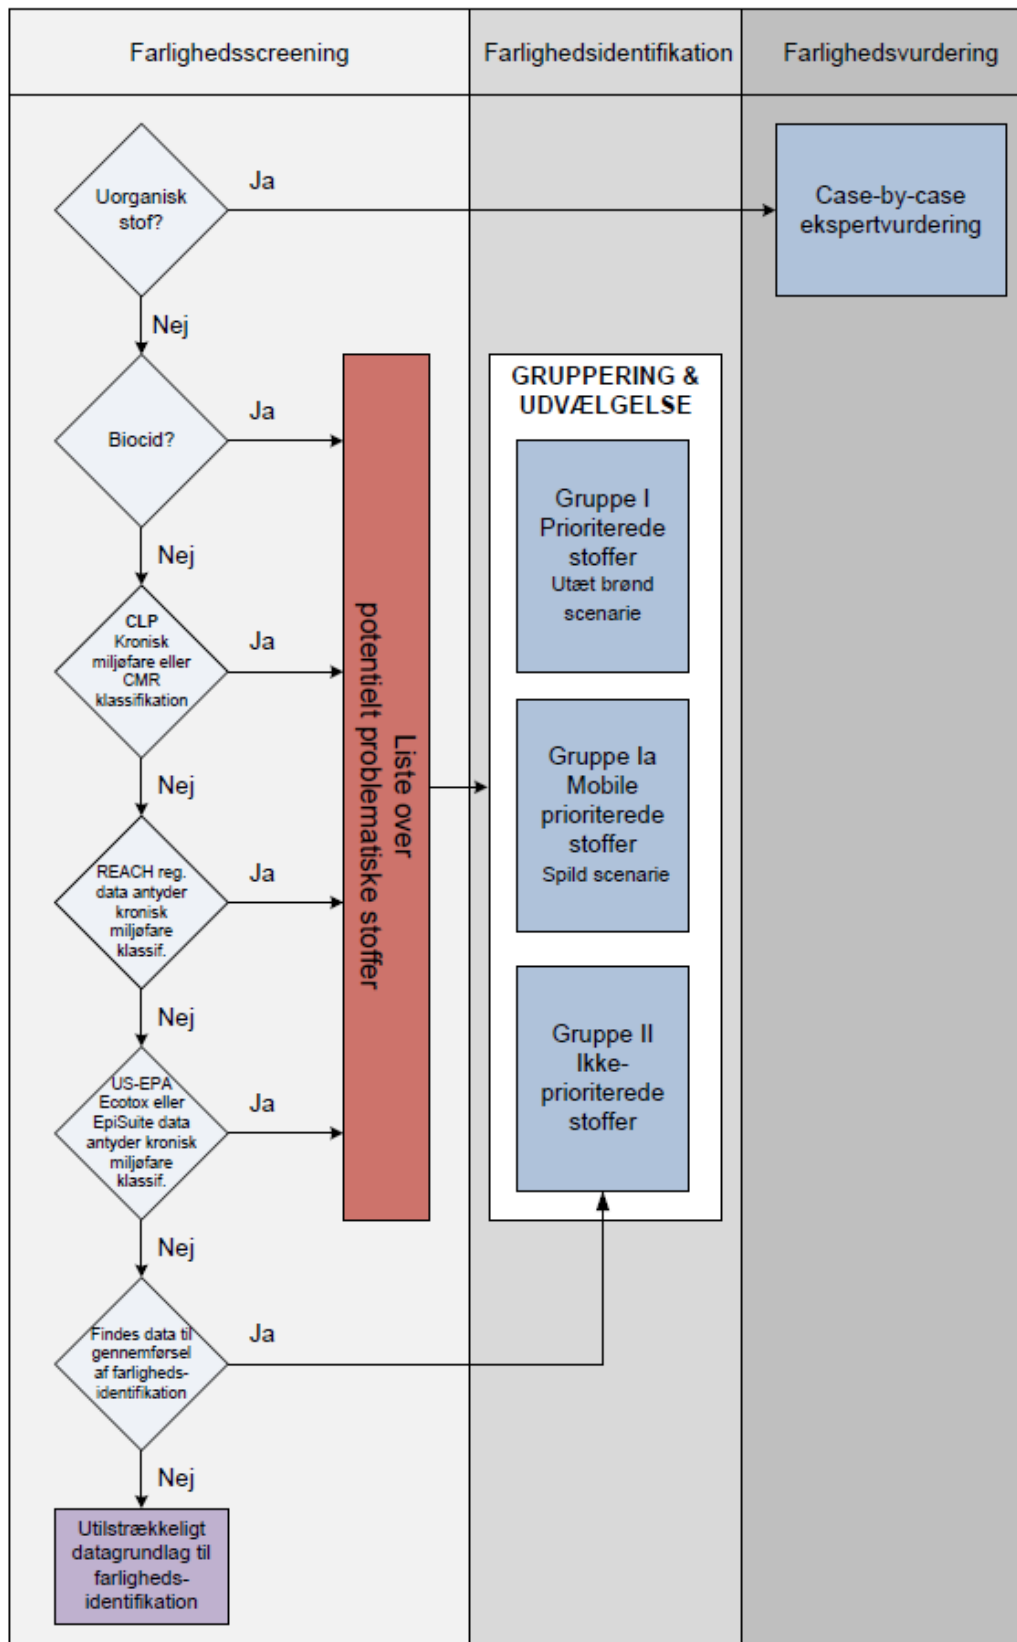 Farlighedsscreening
Farlighedsidentifikation
Farlighedsvurdering
Uorganisk
stof?
Ja
Case-by-case
ekspertvurdering
Nej
Biocid?
Ja
Nej
CLP
Kronisk
miljøfare eller
CMR
klassifikation
Ja
Nej
REACH reg.
data antyder
kronisk
miljøfare
klassif.
Ja
Nej
US-EPA
Ecotox eller
EpiSuite data
antyder kronisk
miljøfare
klassif.
Ja
Nej
Findes data til
gennemførsel
af farligheds-
identifikation
Ja
Nej
Utilstrækkeligt
datagrundlag til
farligheds-
identifikation
Liste over
potentielt problematiske stoffer
GRUPPERING &
UDVÆLGELSE
Gruppe I
Prioriterede
stoffer
Utæt brønd
scenarie
Gruppe Ia
Mobile
prioriterede
stoffer
Spild scenarie
Gruppe II
Ikke-
prioriterede
stoffer